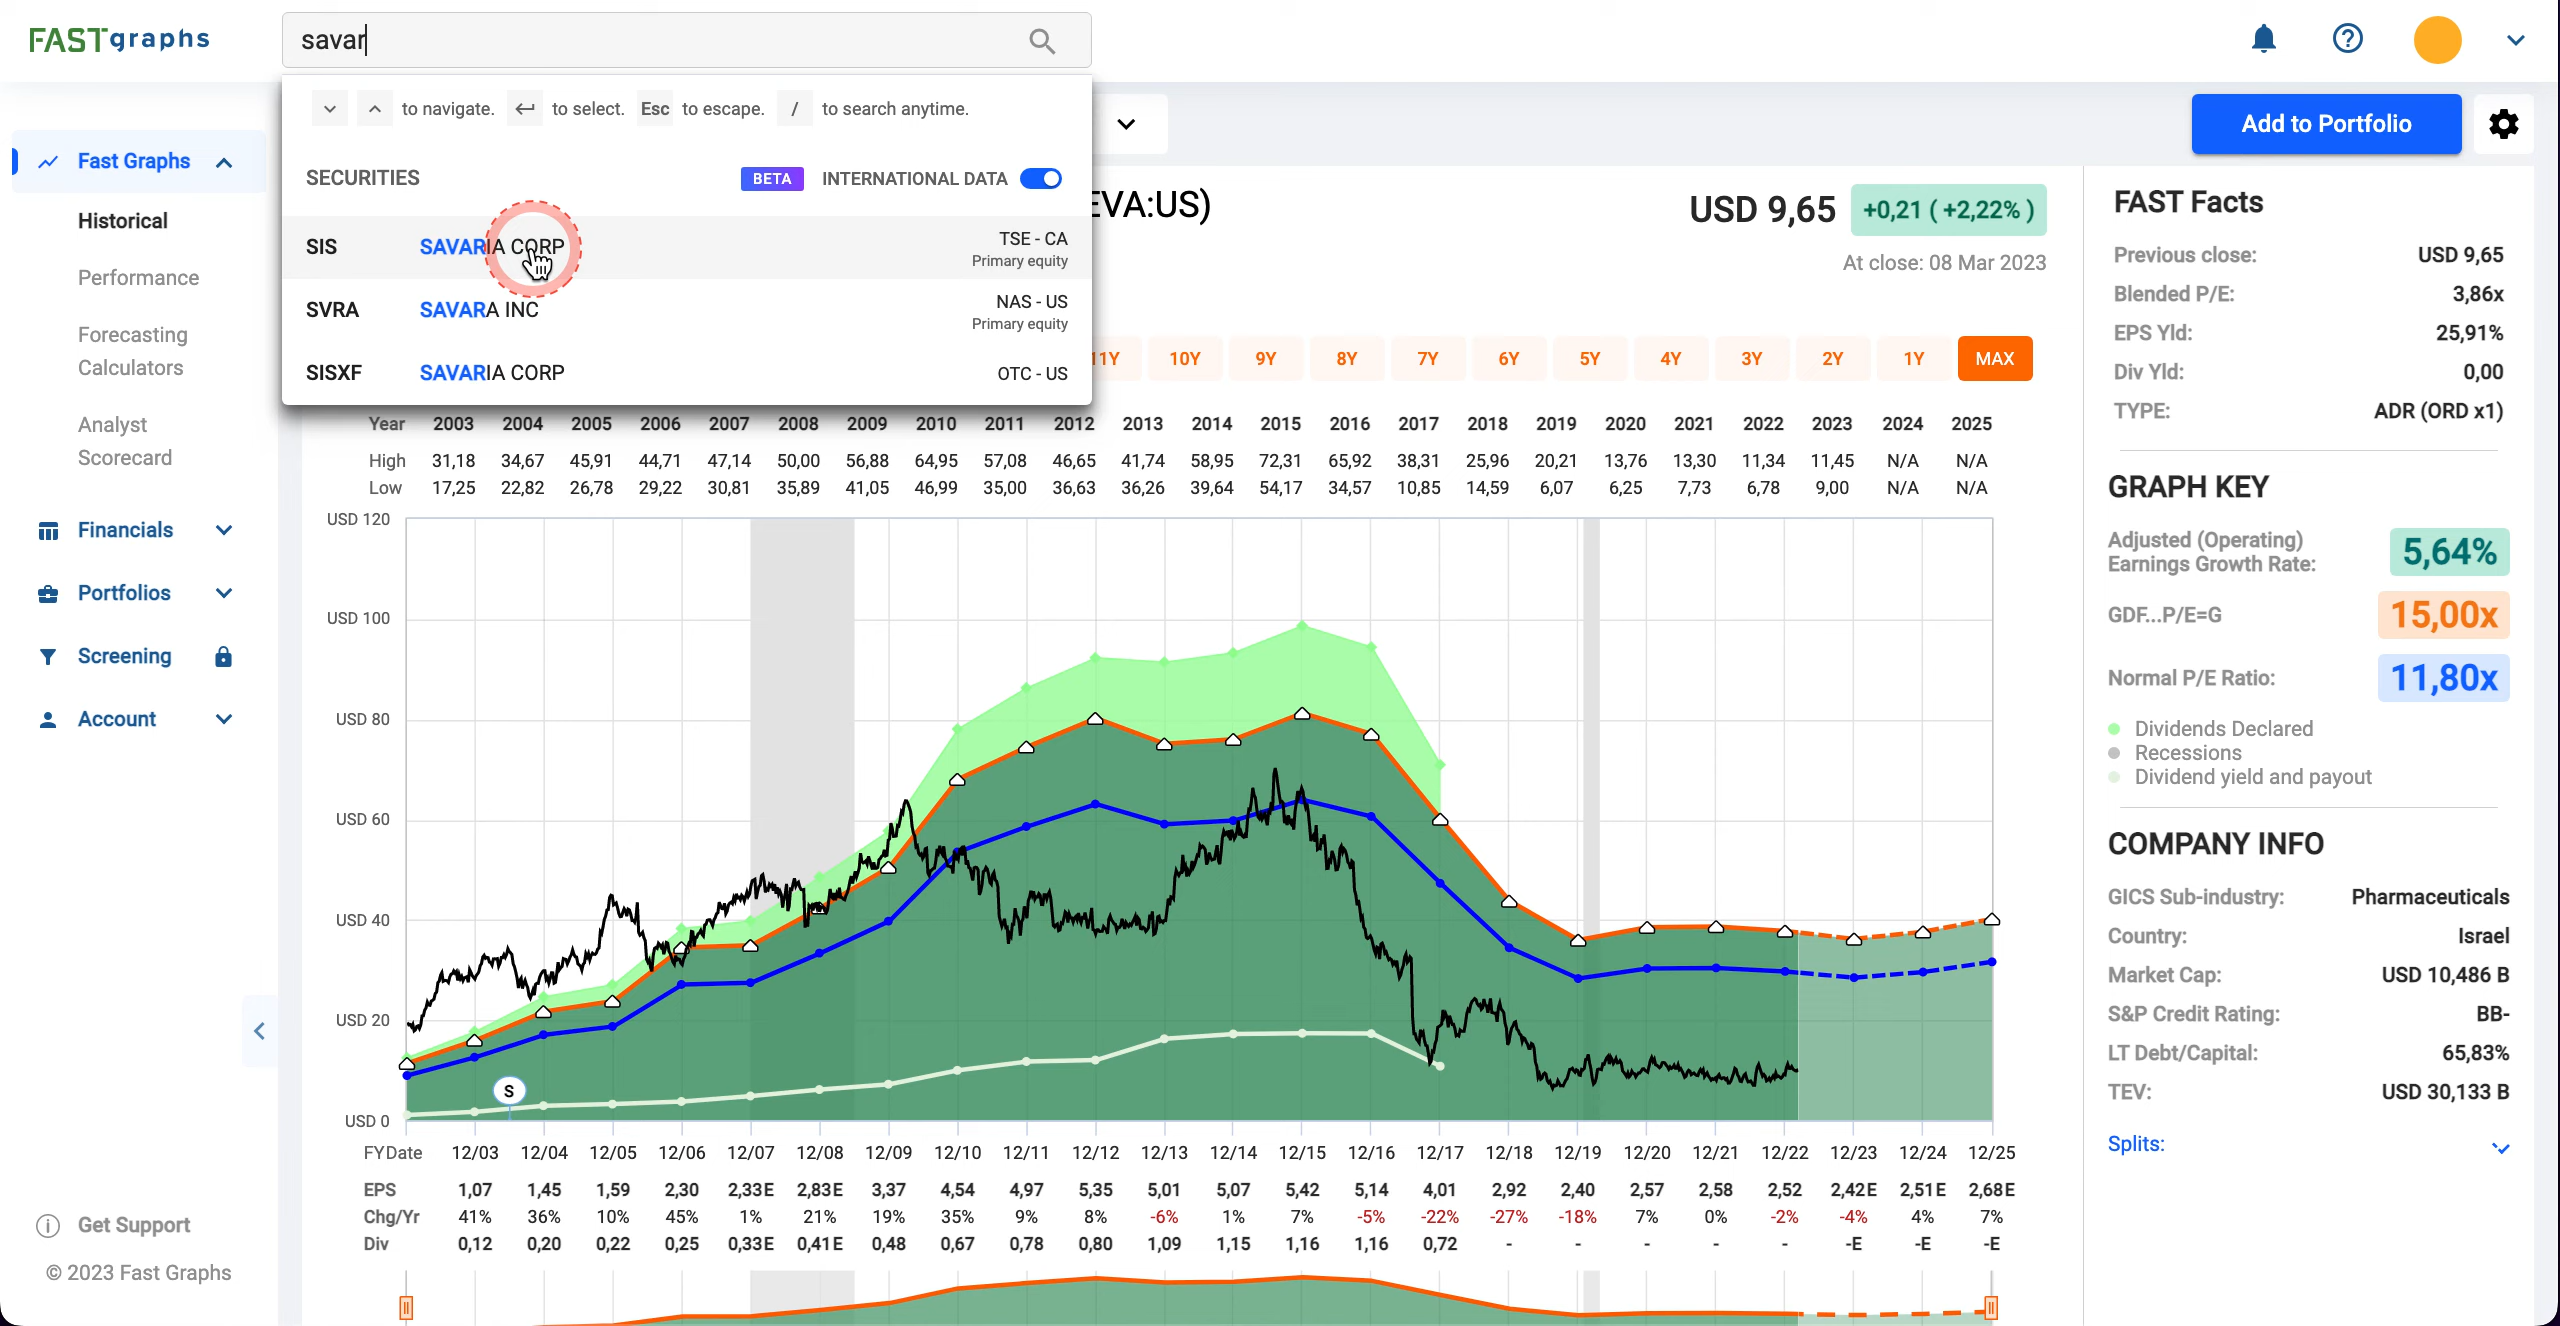 FASTgraphs
savar
to navigate. to select. Esc to escape. / to search anytime.
SECURITIES BETA INTERNATIONAL DATA
SIS SAVARIA CORP TSE - CA
Primary equity
SVRA SAVARA INC NAS - US
Primary equity
SISXF SAVARIA CORP OTC - US
Fast Graphs
Historical
Performance
Forecasting
Calculators
Analyst
Scorecard
Financials
Portfolios
Screening
Account
Get Support
© 2023 Fast Graphs
Add to Portfolio
EVA:US)
USD 9,65 +0,21 ( +2,22% )
At close: 08 Mar 2023
11Y 10Y 9Y 8Y 7Y 6Y 5Y 4Y 3Y 2Y 1Y MAX
Year 2003 2004 2005 2006 2007 2008 2009 2010 2011 2012 2013 2014 2015 2016 2017 2018 2019 2020 2021 2022 2023 2024 2025
High 31,18 34,67 45,91 44,71 47,14 50,00 56,88 64,95 57,08 46,65 41,74 58,95 72,31 65,92 38,31 25,96 20,21 13,76 13,30 11,34 11,45 N/A N/A
Low 17,25 22,82 26,78 29,22 30,81 35,89 41,05 46,99 35,00 36,63 36,26 39,64 54,17 34,57 10,85 14,59 6,07 6,25 7,73 6,78 9,00 N/A N/A
USD 120
USD 100
USD 80
USD 60
USD 40
USD 20
USD 0
S
FYDate 12/03 12/04 12/05 12/06 12/07 12/08 12/09 12/10 12/11 12/12 12/13 12/14 12/15 12/16 12/17 12/18 12/19 12/20 12/21 12/22 12/23 12/24 12/25
EPS 1,07 1,45 1,59 2,30 2,33E 2,83E 3,37 4,54 4,97 5,35 5,01 5,07 5,42 5,14 4,01 2,92 2,40 2,57 2,58 2,52 2,42E 2,51E 2,68E
Chg/Yr 41% 36% 10% 45% 1% 21% 19% 35% 9% 8% -6% 1% 7% -5% -22% -27% -18% 7% 0% -2% -4% 4% 7%
Div 0,12 0,20 0,22 0,25 0,33E 0,41E 0,48 0,67 0,78 0,80 1,09 1,15 1,16 1,16 0,72 - - - - - -E -E -E
FAST Facts
Previous close: USD 9,65
Blended P/E: 3,86x
EPS Yld: 25,91%
Div Yld: 0,00
TYPE: ADR (ORD x1)
GRAPH KEY
Adjusted (Operating)
Earnings Growth Rate: 5,64%
GDF...P/E=G 15,00x
Normal P/E Ratio: 11,80x
Dividends Declared
Recessions
Dividend yield and payout
COMPANY INFO
GICS Sub-industry: Pharmaceuticals
Country: Israel
Market Cap: USD 10,486 B
S&P Credit Rating: BB-
LT Debt/Capital: 65,83%
TEV: USD 30,133 B
Splits: